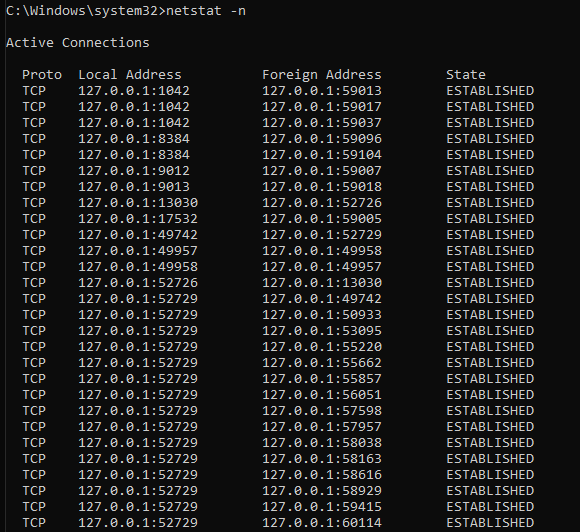 C:\Windows\system32>netstat -n
Active Connections
Proto Local Address Foreign Address State
TCP 127.0.0.1:1042 127.0.0.1:59013 ESTABLISHED
TCP 127.0.0.1:1042 127.0.0.1:59017 ESTABLISHED
TCP 127.0.0.1:1042 127.0.0.1:59037 ESTABLISHED
TCP 127.0.0.1:8384 127.0.0.1:59096 ESTABLISHED
TCP 127.0.0.1:8384 127.0.0.1:59104 ESTABLISHED
TCP 127.0.0.1:9012 127.0.0.1:59007 ESTABLISHED
TCP 127.0.0.1:9013 127.0.0.1:59018 ESTABLISHED
TCP 127.0.0.1:13030 127.0.0.1:52726 ESTABLISHED
TCP 127.0.0.1:17532 127.0.0.1:59005 ESTABLISHED
TCP 127.0.0.1:49742 127.0.0.1:52729 ESTABLISHED
TCP 127.0.0.1:49957 127.0.0.1:49958 ESTABLISHED
TCP 127.0.0.1:49958 127.0.0.1:49957 ESTABLISHED
TCP 127.0.0.1:52726 127.0.0.1:13030 ESTABLISHED
TCP 127.0.0.1:52729 127.0.0.1:49742 ESTABLISHED
TCP 127.0.0.1:52729 127.0.0.1:50933 ESTABLISHED
TCP 127.0.0.1:52729 127.0.0.1:53095 ESTABLISHED
TCP 127.0.0.1:52729 127.0.0.1:55220 ESTABLISHED
TCP 127.0.0.1:52729 127.0.0.1:55662 ESTABLISHED
TCP 127.0.0.1:52729 127.0.0.1:55857 ESTABLISHED
TCP 127.0.0.1:52729 127.0.0.1:56051 ESTABLISHED
TCP 127.0.0.1:52729 127.0.0.1:57598 ESTABLISHED
TCP 127.0.0.1:52729 127.0.0.1:57957 ESTABLISHED
TCP 127.0.0.1:52729 127.0.0.1:58038 ESTABLISHED
TCP 127.0.0.1:52729 127.0.0.1:58163 ESTABLISHED
TCP 127.0.0.1:52729 127.0.0.1:58616 ESTABLISHED
TCP 127.0.0.1:52729 127.0.0.1:58929 ESTABLISHED
TCP 127.0.0.1:52729 127.0.0.1:59415 ESTABLISHED
TCP 127.0.0.1:52729 127.0.0.1:60114 ESTABLISHED